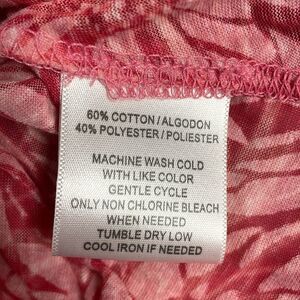 60% COTTON / ALGODON
40% POLYESTER / POLIESTER
MACHINE WASH COLD
WITH LIKE COLOR
GENTLE CYCLE
ONLY NON CHLORINE BLEACH
WHEN NEEDED
TUMBLE DRY LOW
COOL IRON IF NEEDED